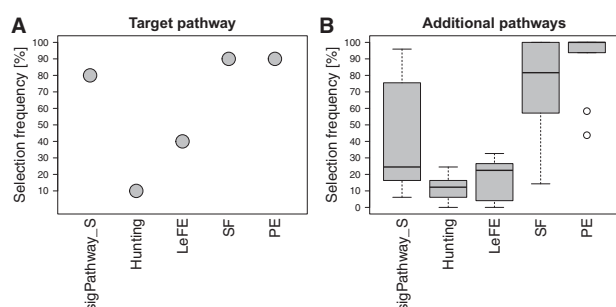 A
Target pathway
Selection frequency [%]
100
90
80
70
60
50
40
30
20
10
sigPathway_S
Hunting
LeFE
SF
PE
B
Additional pathways
Selection frequency [%]
100
90
80
70
60
50
40
30
20
10
0
sigPathway_S
Hunting
LeFE
SF
PE